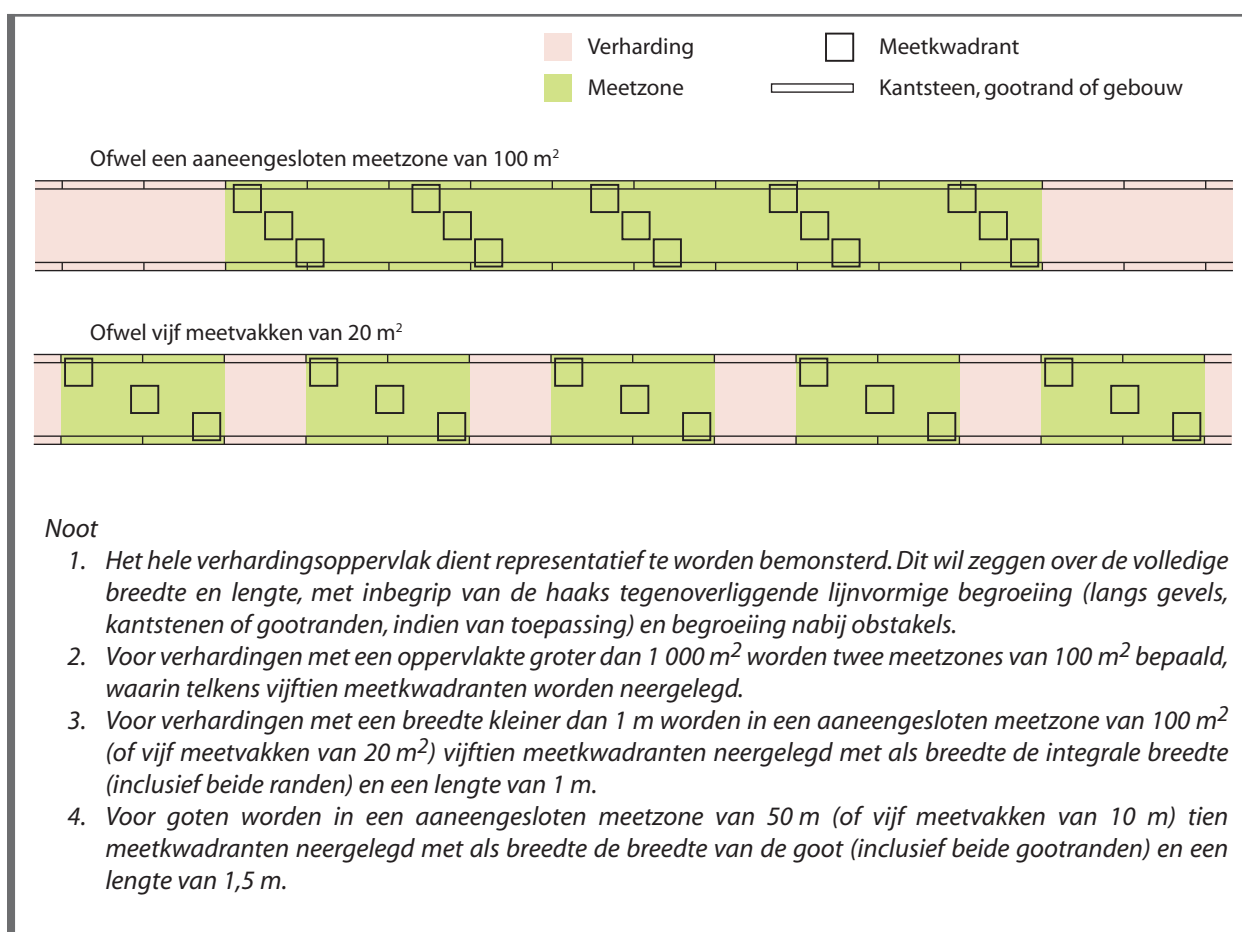 Verharding
Meetkwadrant
Meetzone
Kantsteen, gootrand of gebouw
Ofwel een aaneengesloten meetzone van 100 m²
Ofwel vijf meetvakken van 20 m²
Noot
1. Het hele verhardingsoppervlak dient representatief te worden bemonsterd. Dit wil zeggen over de volledige
breedte en lengte, met inbegrip van de haaks tegenoverliggende lijnvormige begroeiing (langs gevels,
kantstenen of gootranden, indien van toepassing) en begroeiing nabij obstakels.
2. Voor verhardingen met een oppervlakte groter dan 1 000 m² worden twee meetzones van 100 m² bepaald,
waarin telkens vijftien meetkwadranten worden neergelegd.
3. Voor verhardingen met een breedte kleiner dan 1 m worden in een aaneengesloten meetzone van 100 m²
(of vijf meetvakken van 20 m²) vijftien meetkwadranten neergelegd met als breedte de integrale breedte
(inclusief beide randen) en een lengte van 1 m.
4. Voor goten worden in een aaneengesloten meetzone van 50 m (of vijf meetvakken van 10 m) tien
meetkwadranten neergelegd met als breedte de breedte van de goot (inclusief beide gootranden) en een
lengte van 1,5 m.